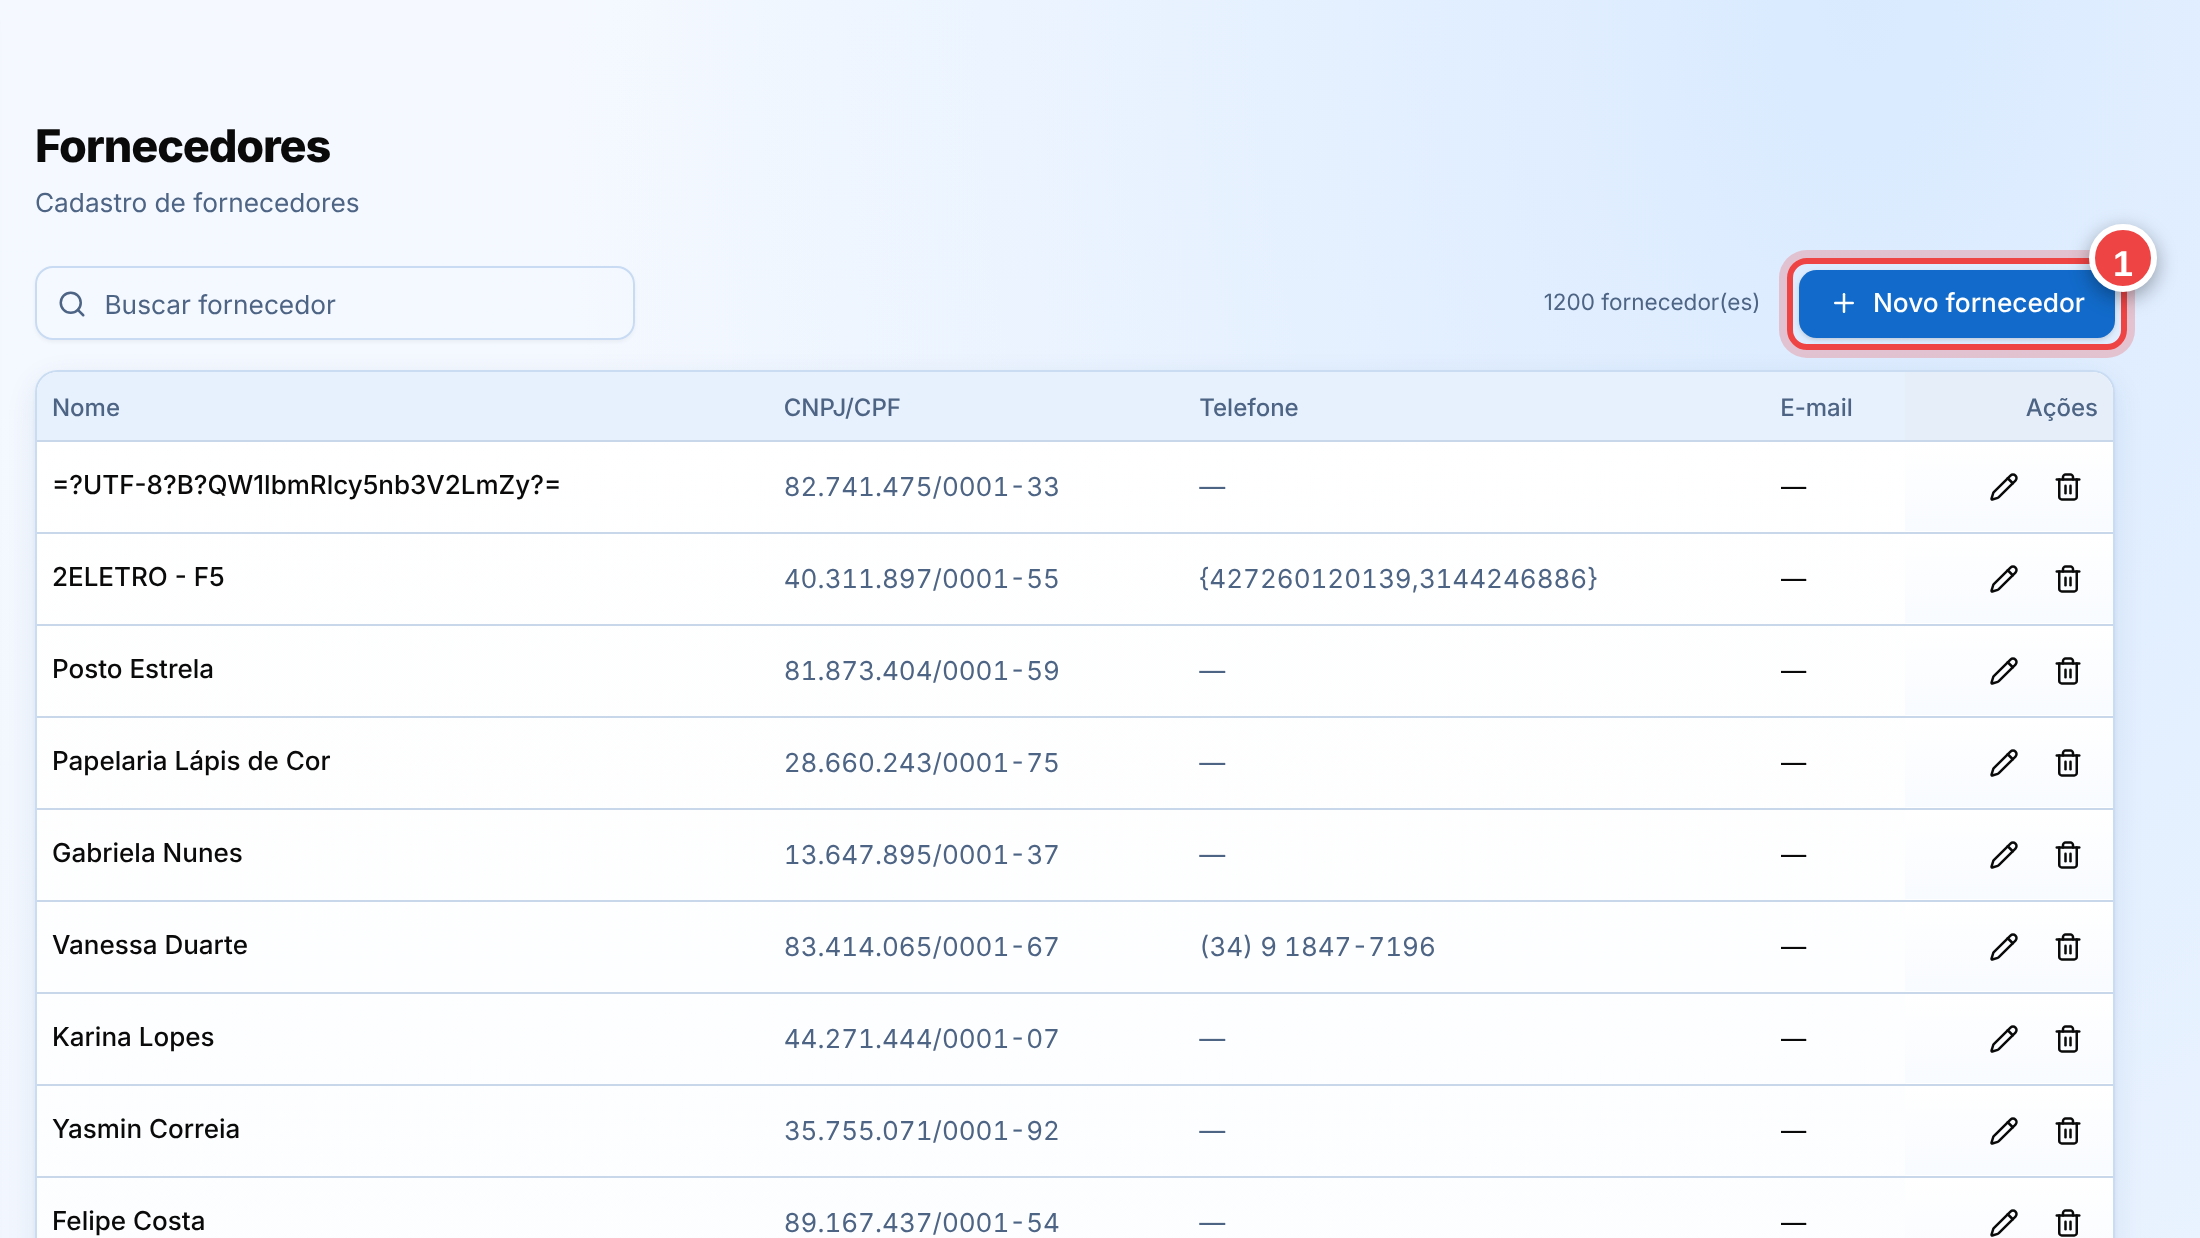 Fornecedores
Cadastro de fornecedores
Buscar fornecedor
1200 fornecedor(es)
+ Novo fornecedor
1
Nome CNPJ/CPF Telefone E-mail Ações
=?UTF-8?B?QW1lbmRlcy5nb3V2LmZy?= 82.741.475/0001-33 — —
2ELETRO - F5 40.311.897/0001-55 {427260120139,3144246886} —
Posto Estrela 81.873.404/0001-59 — —
Papelaria Lápis de Cor 28.660.243/0001-75 — —
Gabriela Nunes 13.647.895/0001-37 — —
Vanessa Duarte 83.414.065/0001-67 (34) 9 1847-7196 —
Karina Lopes 44.271.444/0001-07 — —
Yasmin Correia 35.755.071/0001-92 — —
Felipe Costa 89.167.437/0001-54 — —